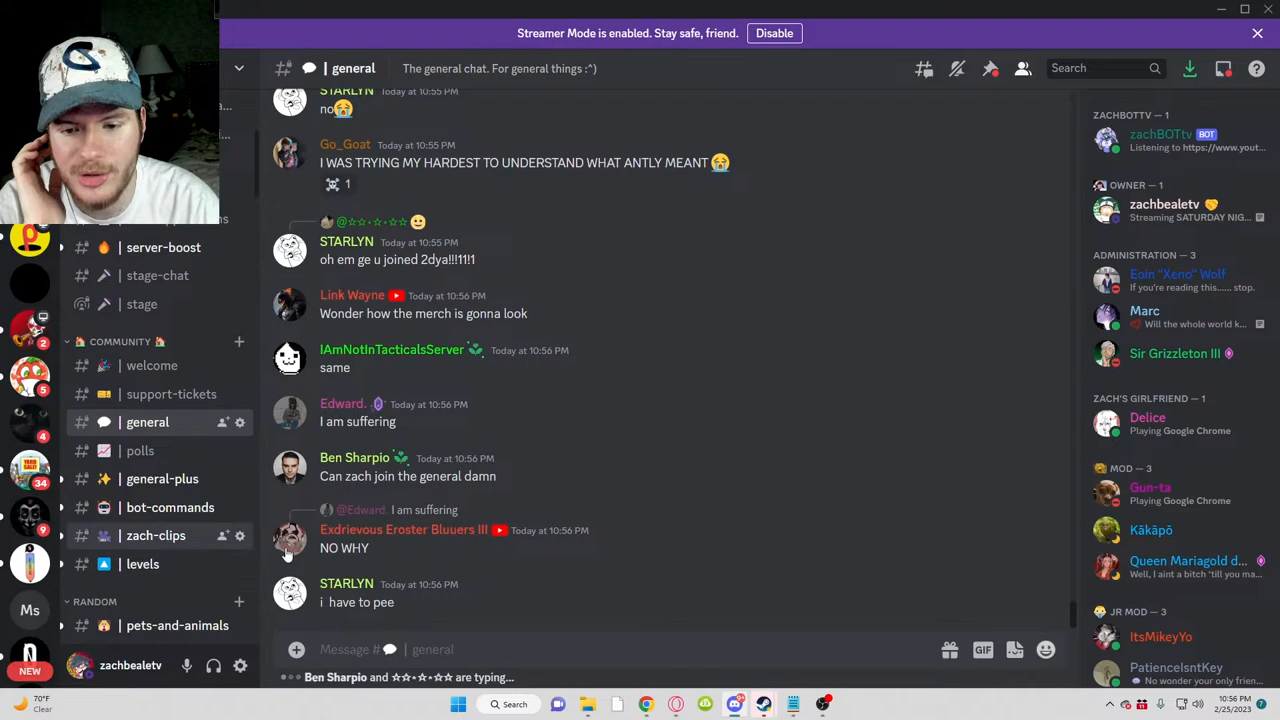 Streamer Mode is enabled. Stay safe, friend.
Disable
general
The general chat. For general things :^)
Search
STARLYN Today at 10:55 PM
no😭
Go_Goat Today at 10:55 PM
I WAS TRYING MY HARDEST TO UNDERSTAND WHAT ANTLY MEANT 😭
☠️ 1
@☆☆⋆☆⋆☆☆ 🙂
STARLYN Today at 10:55 PM
oh em ge u joined 2dya!!!11!1
Link Wayne Today at 10:56 PM
Wonder how the merch is gonna look
IAmNotInTacticalsServer Today at 10:56 PM
same
Edward. Today at 10:56 PM
I am suffering
Ben Sharpio Today at 10:56 PM
Can zach join the general damn
@Edward. I am suffering
Exdrievous Eroster Bluuers III Today at 10:56 PM
NO WHY
STARLYN Today at 10:56 PM
i have to pee
Message # 💬 | general
GIF
Ben Sharpio and ☆☆⋆☆⋆☆☆ are typing...
| server-boost
| stage-chat
| stage
COMMUNITY
| welcome
| support-tickets
| general
| polls
| general-plus
| bot-commands
| zach-clips
| levels
RANDOM
| pets-and-animals
zachbealetv
2
5
4
YARD SALE!
34
9
Ms
NEW
ZACHBOTTV — 1
zachBOTtv BOT
Listening to https://www.yout...
OWNER — 1
zachbealetv
Streaming SATURDAY NIG...
ADMINISTRATION — 3
Eoin "Xeno" Wolf
If you're reading this...... stop.
Marc
Will the whole world k...
Sir Grizzleton III
ZACH'S GIRLFRIEND — 1
Delice
Playing Google Chrome
MOD — 3
Gun-ta
Playing Google Chrome
Kākāpō
Queen Mariagold d...
Well, I aint a bitch 'till you ma...
JR MOD — 3
ItsMikeyYo
PatienceIsntKey
No wonder your only frien...
70°F
Clear
Search
10:56 PM
2/25/2023